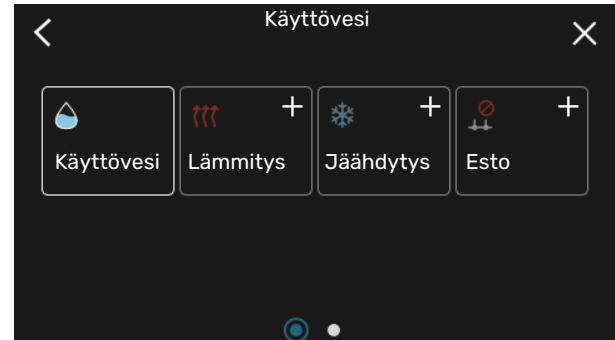 Käyttövesi
Käyttövesi
Lämmitys
Jäähdytys
Esto